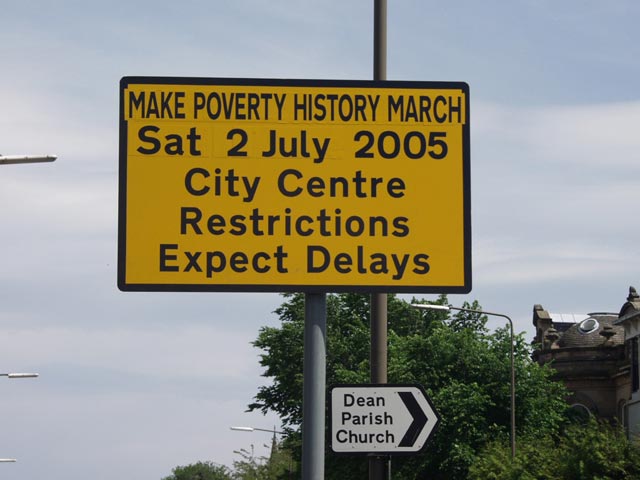 MAKE POVERTY HISTORY MARCH
Sat 2 July 2005
City Centre
Restrictions
Expect Delays
Dean
Parish
Church